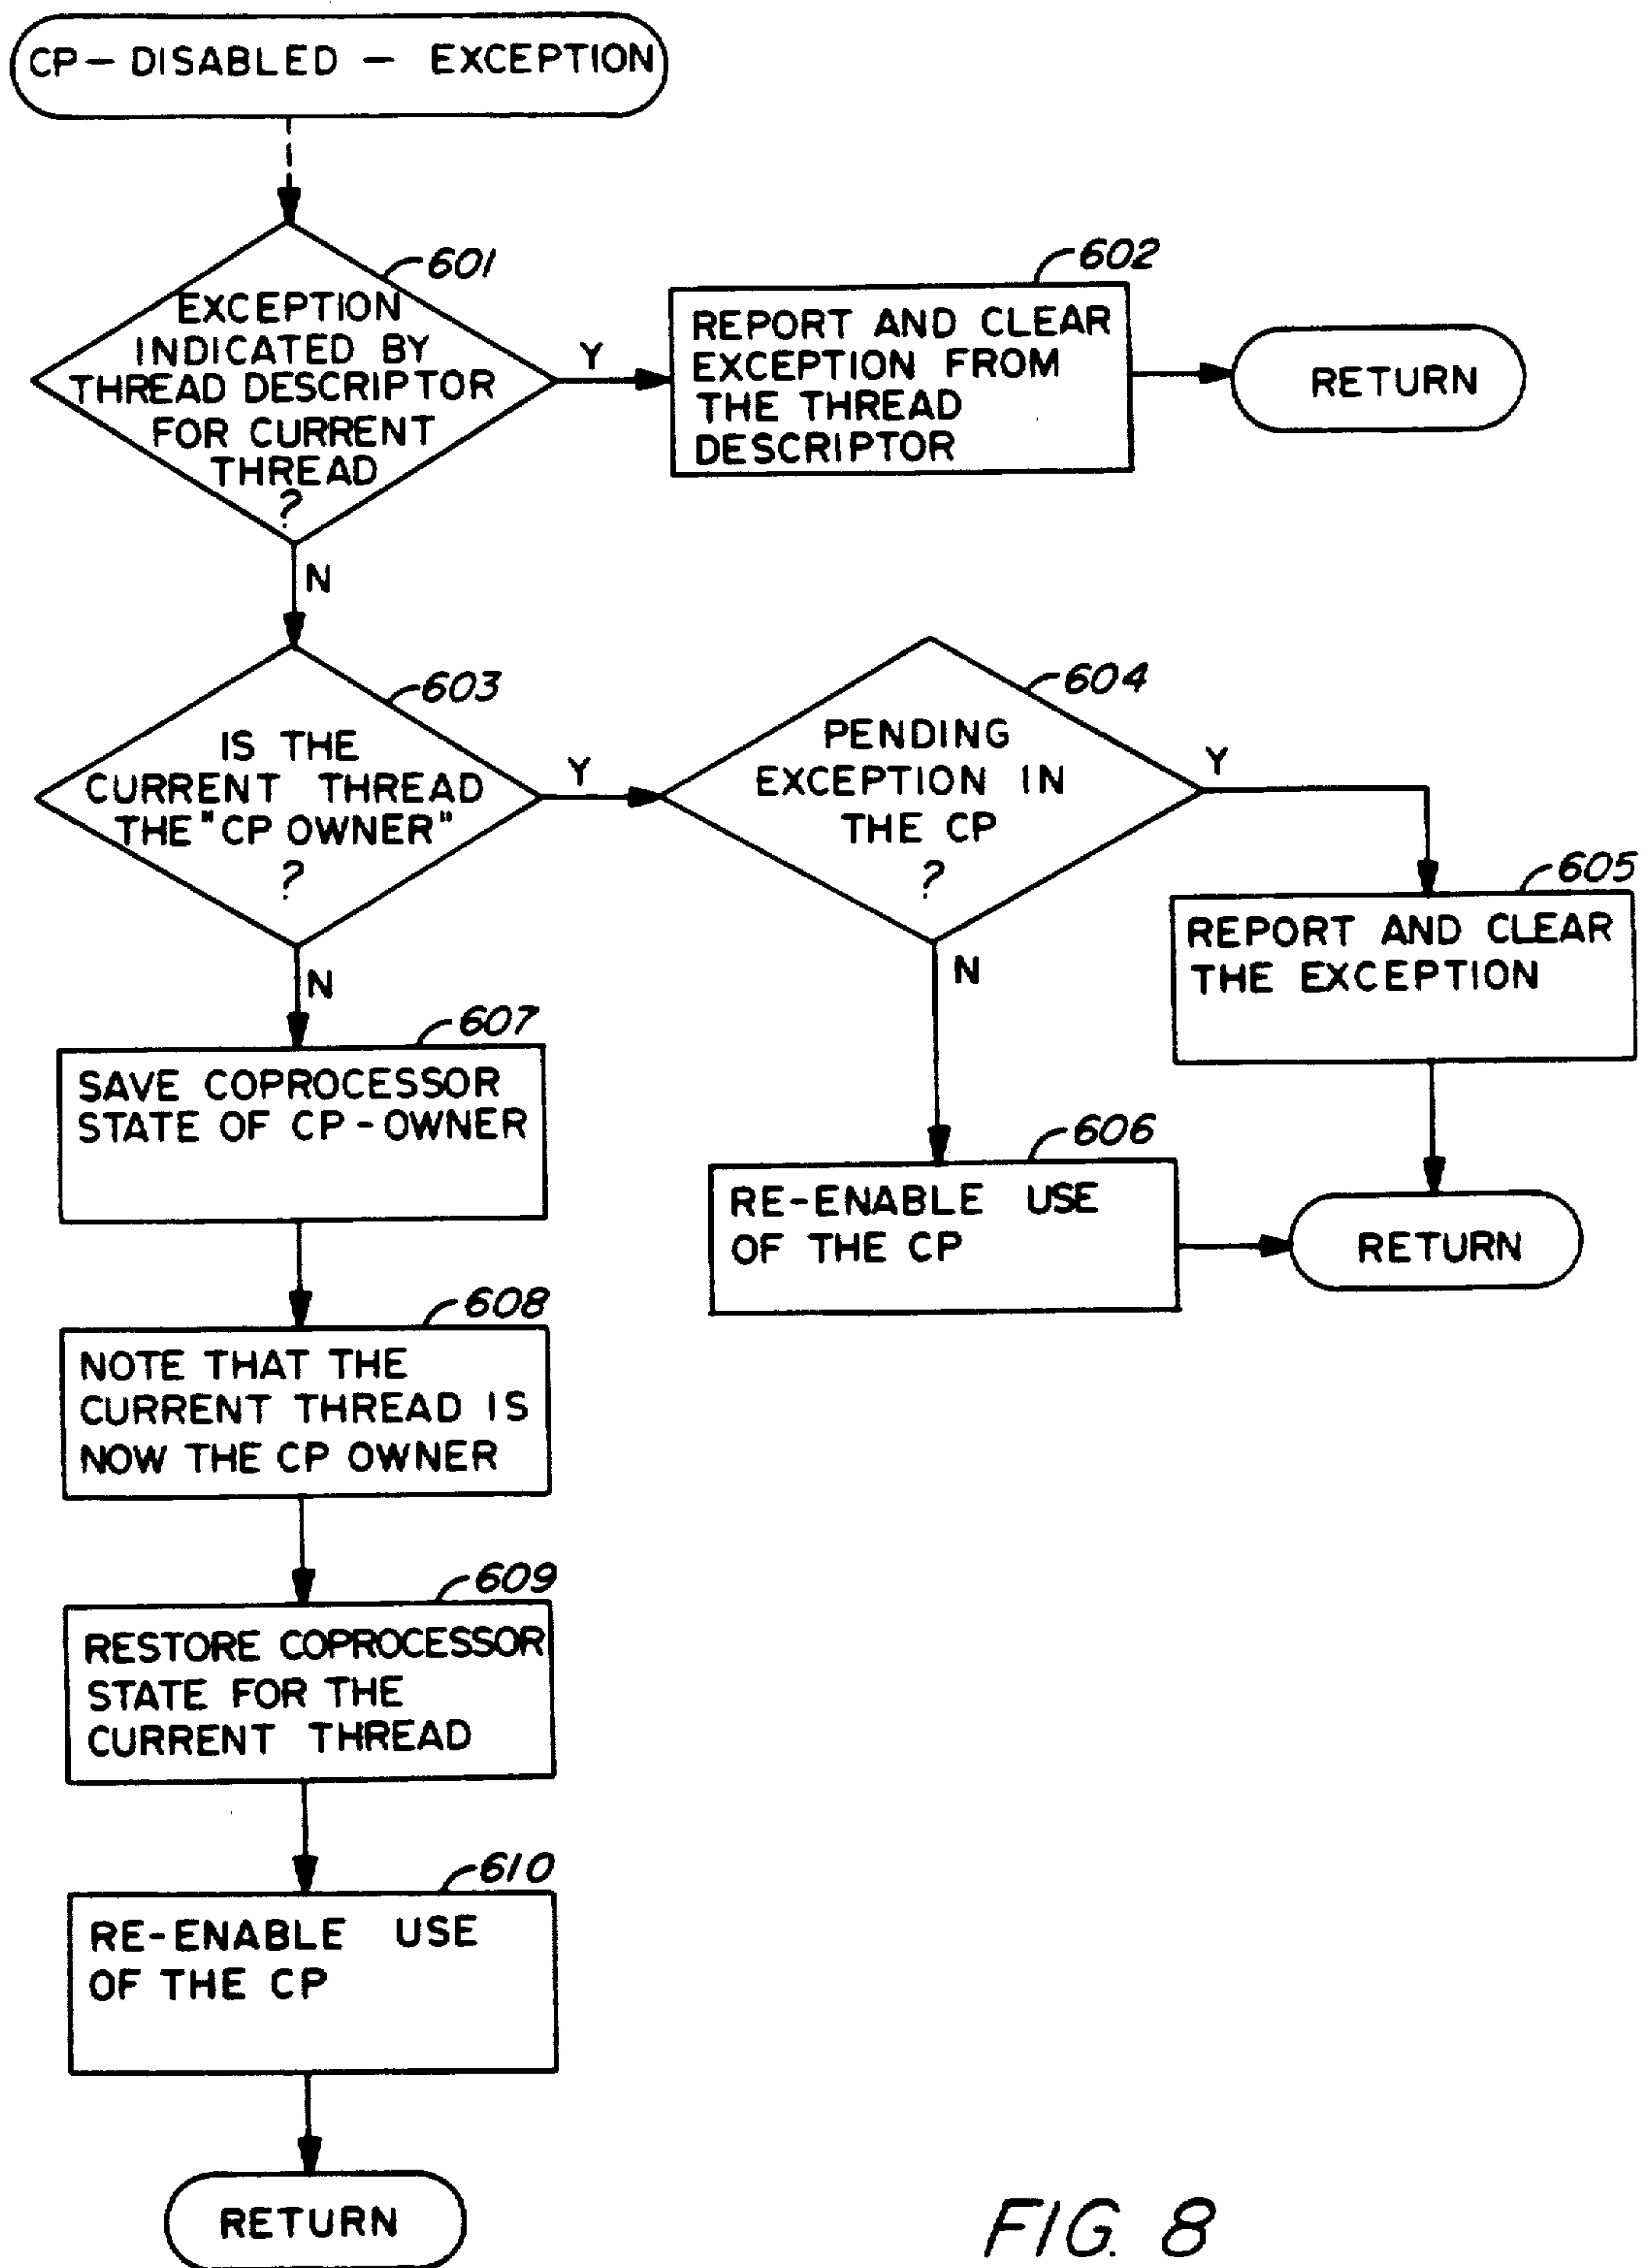 CP - DISABLED - EXCEPTION
601
EXCEPTION
INDICATED BY
THREAD DESCRIPTOR
FOR CURRENT
THREAD
?
Y
602
REPORT AND CLEAR
EXCEPTION FROM
THE THREAD
DESCRIPTOR
RETURN
N
603
IS THE
CURRENT THREAD
THE "CP OWNER"
?
Y
604
PENDING
EXCEPTION IN
THE CP
?
Y
605
REPORT AND CLEAR
THE EXCEPTION
N
606
RE-ENABLE USE
OF THE CP
RETURN
N
607
SAVE COPROCESSOR
STATE OF CP-OWNER
608
NOTE THAT THE
CURRENT THREAD IS
NOW THE CP OWNER
609
RESTORE COPROCESSOR
STATE FOR THE
CURRENT THREAD
610
RE-ENABLE USE
OF THE CP
RETURN
FIG. 8